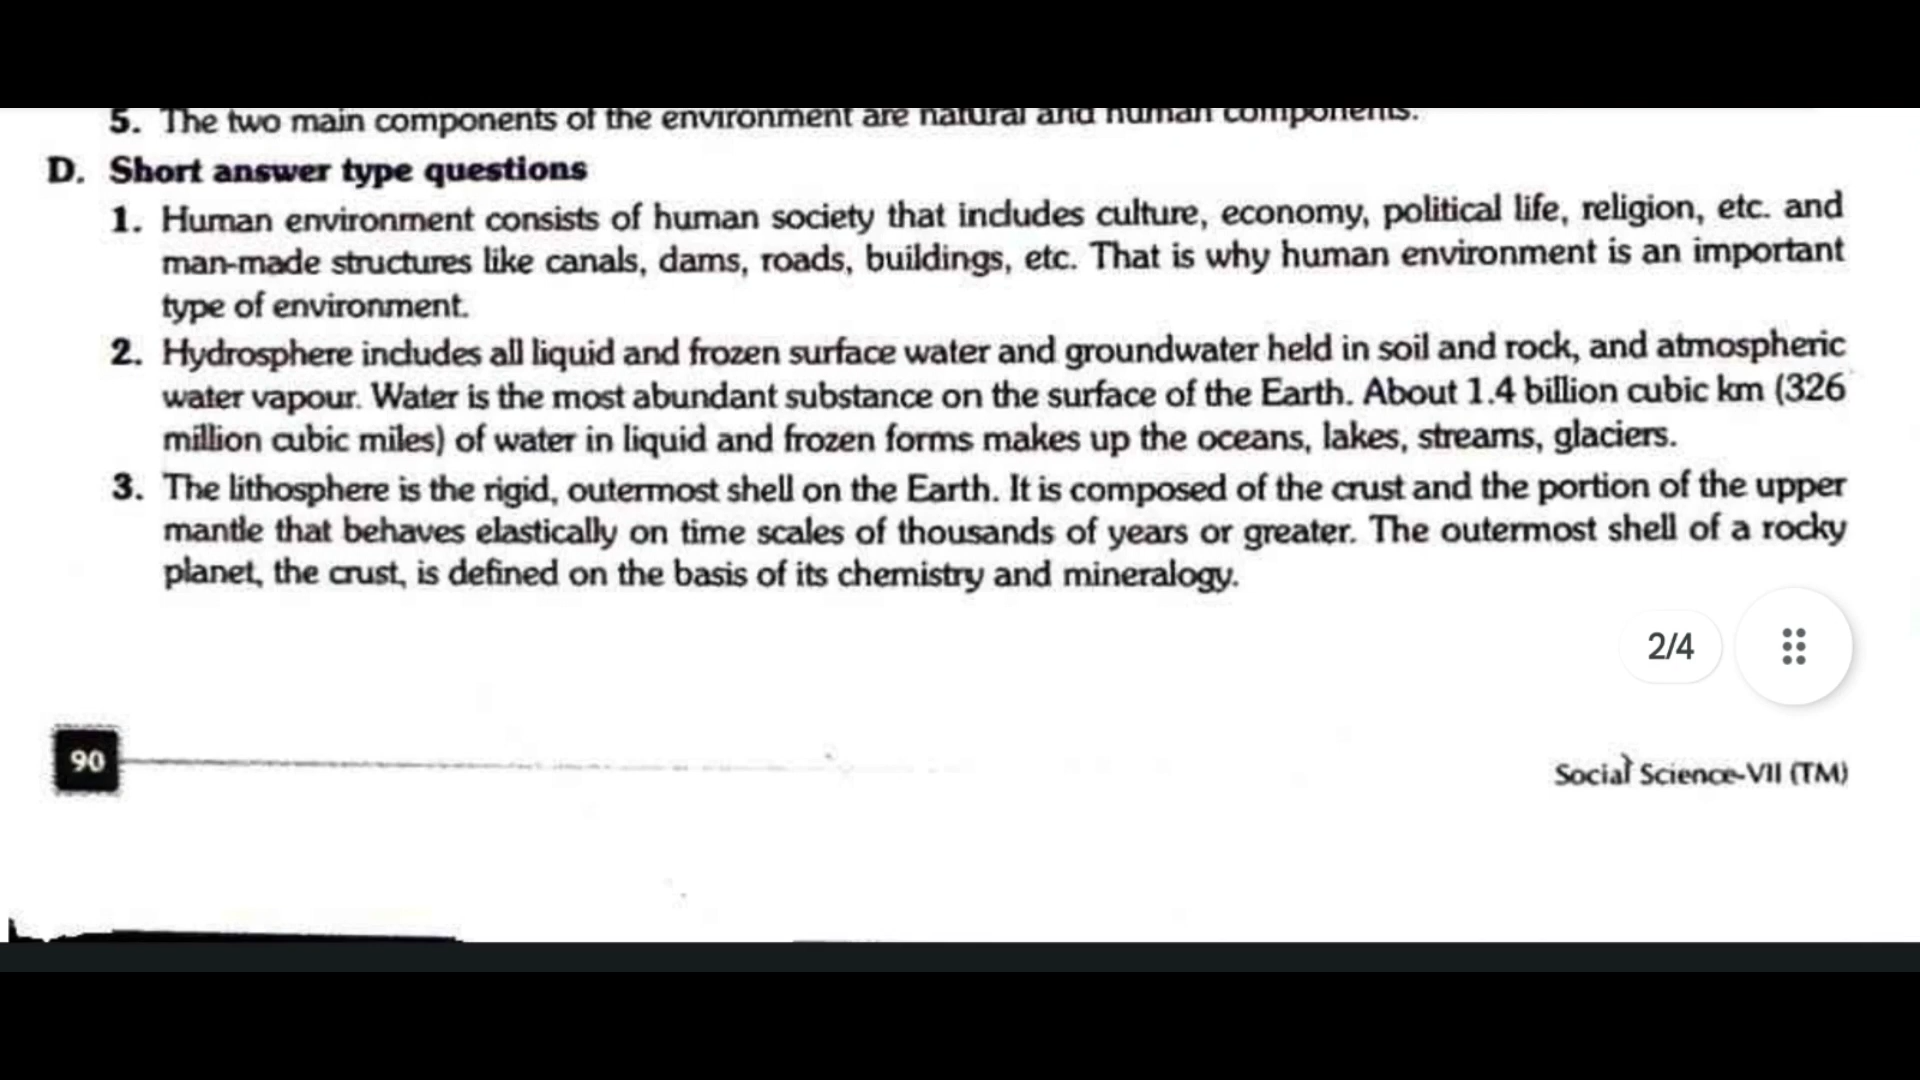 5. The two main components of the environment are natural and human components.
D. Short answer type questions
1. Human environment consists of human society that includes culture, economy, political life, religion, etc. and
man-made structures like canals, dams, roads, buildings, etc. That is why human environment is an important
type of environment.
2. Hydrosphere includes all liquid and frozen surface water and groundwater held in soil and rock, and atmospheric
water vapour. Water is the most abundant substance on the surface of the Earth. About 1.4 billion cubic km (326
million cubic miles) of water in liquid and frozen forms makes up the oceans, lakes, streams, glaciers.
3. The lithosphere is the rigid, outermost shell on the Earth. It is composed of the crust and the portion of the upper
mantle that behaves elastically on time scales of thousands of years or greater. The outermost shell of a rocky
planet, the crust, is defined on the basis of its chemistry and mineralogy.
2/4
90
Social Science-VII (TM)